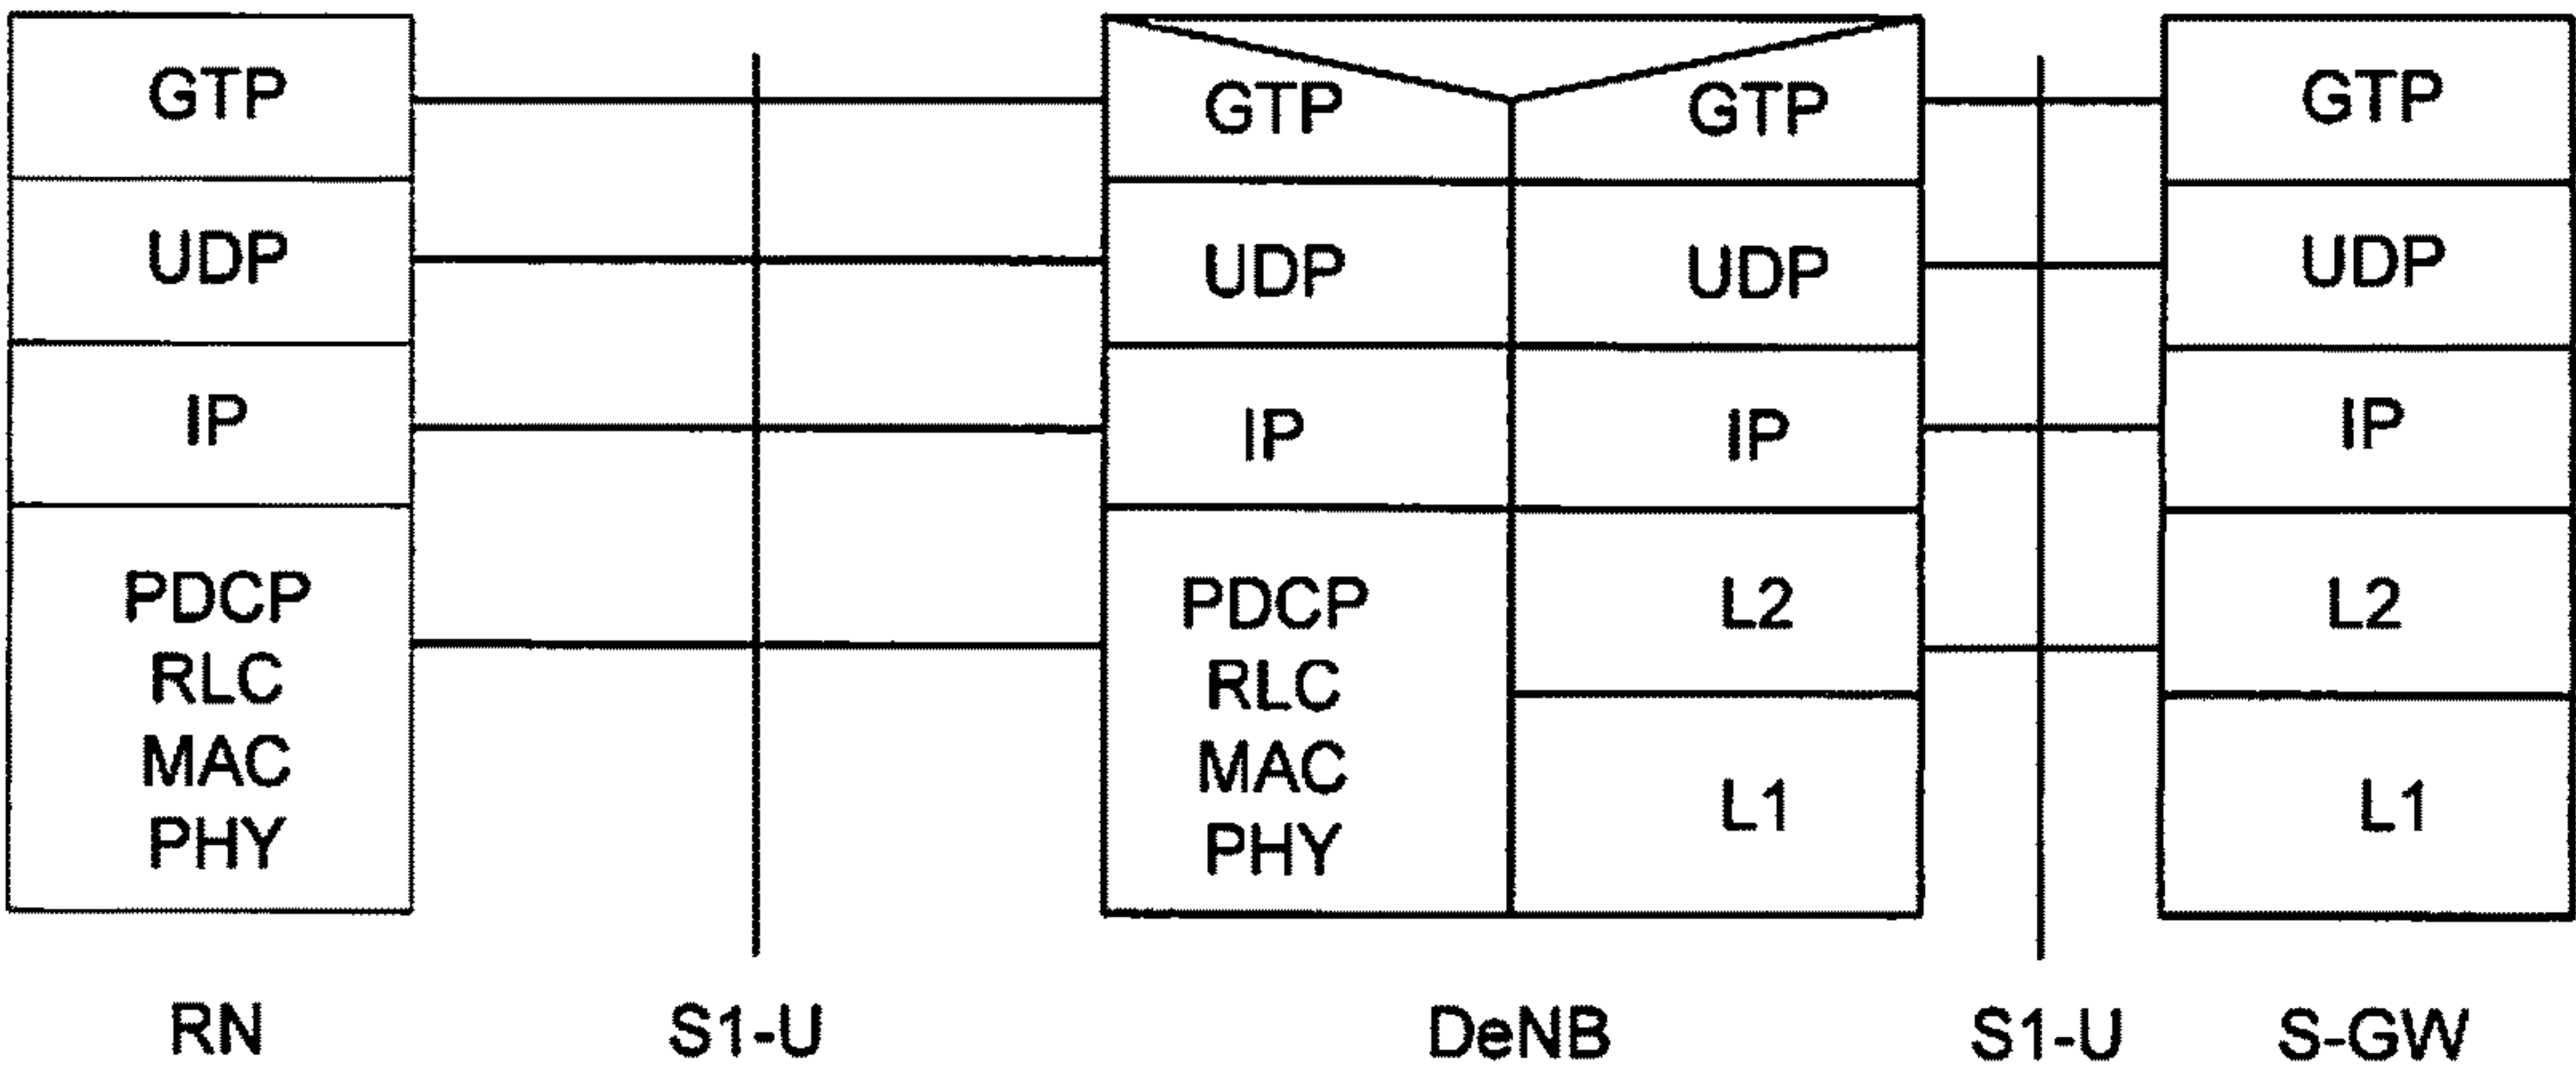 GTP
UDP
IP
PDCP
RLC
MAC
PHY
RN
S1-U
GTP
UDP
IP
PDCP
RLC
MAC
PHY
GTP
UDP
IP
L2
L1
DeNB
S1-U
GTP
UDP
IP
L2
L1
S-GW